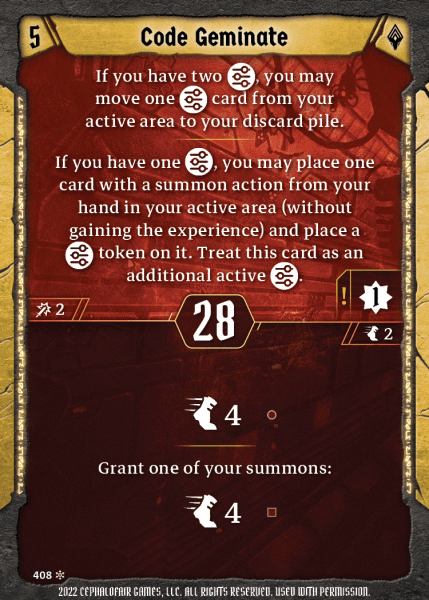 5
Code Geminate
If you have two , you may
move one card from your
active area to your discard pile.
If you have one , you may place one
card with a summon action from your
hand in your active area (without
gaining the experience) and place a
token on it. Treat this card as an
additional active .
! 1
2
28
2
4
Grant one of your summons:
4
408
2022 CEPHALOFAIR GAMES, LLC. ALL RIGHTS RESERVED. USED WITH PERMISSION.